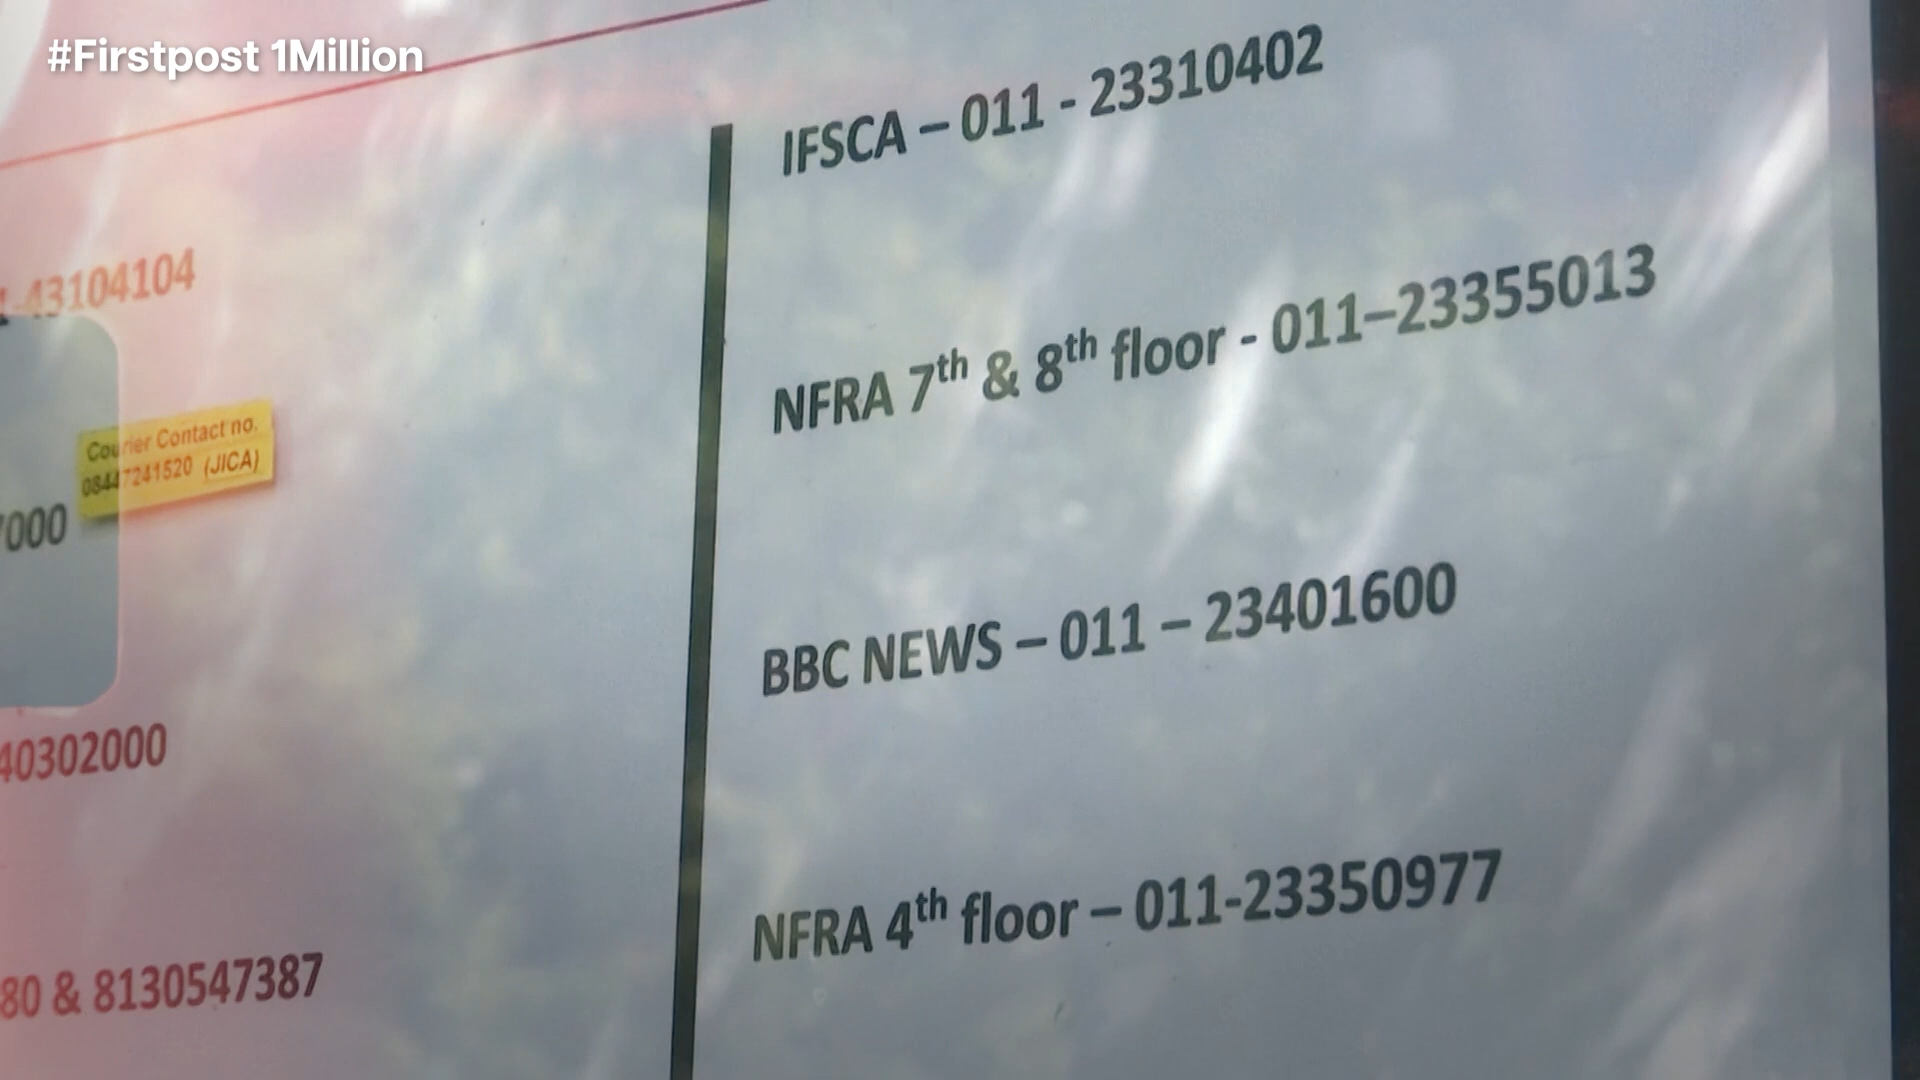 #Firstpost 1Million
IFSCA – 011 - 23310402
-43104104
NFRA 7th & 8th floor - 011–23355013
Courier Contact no.
08447241520 (JICA)
000
BBC NEWS – 011 – 23401600
40302000
NFRA 4th floor – 011-23350977
80 & 8130547387